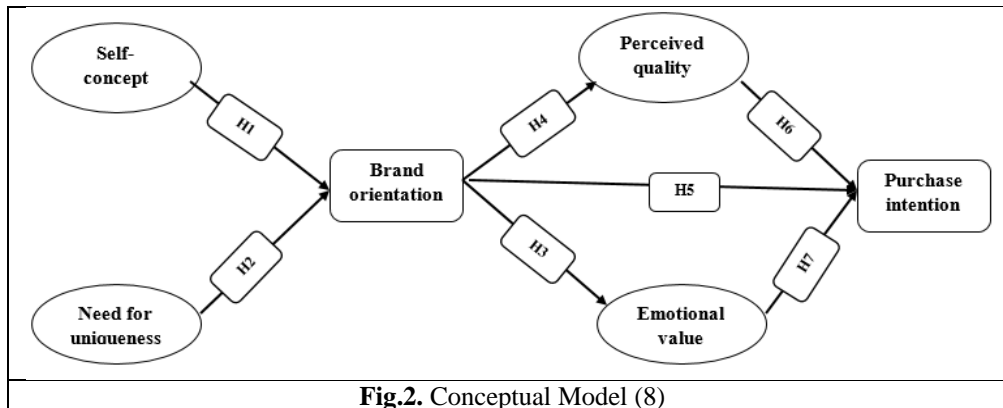 Self-
concept
Perceived
quality
H1
H4
H6
Brand
orientation
H5
Purchase
intention
H2
H3
H7
Need for
uniqueness
Emotional
value
Fig.2. Conceptual Model (8)